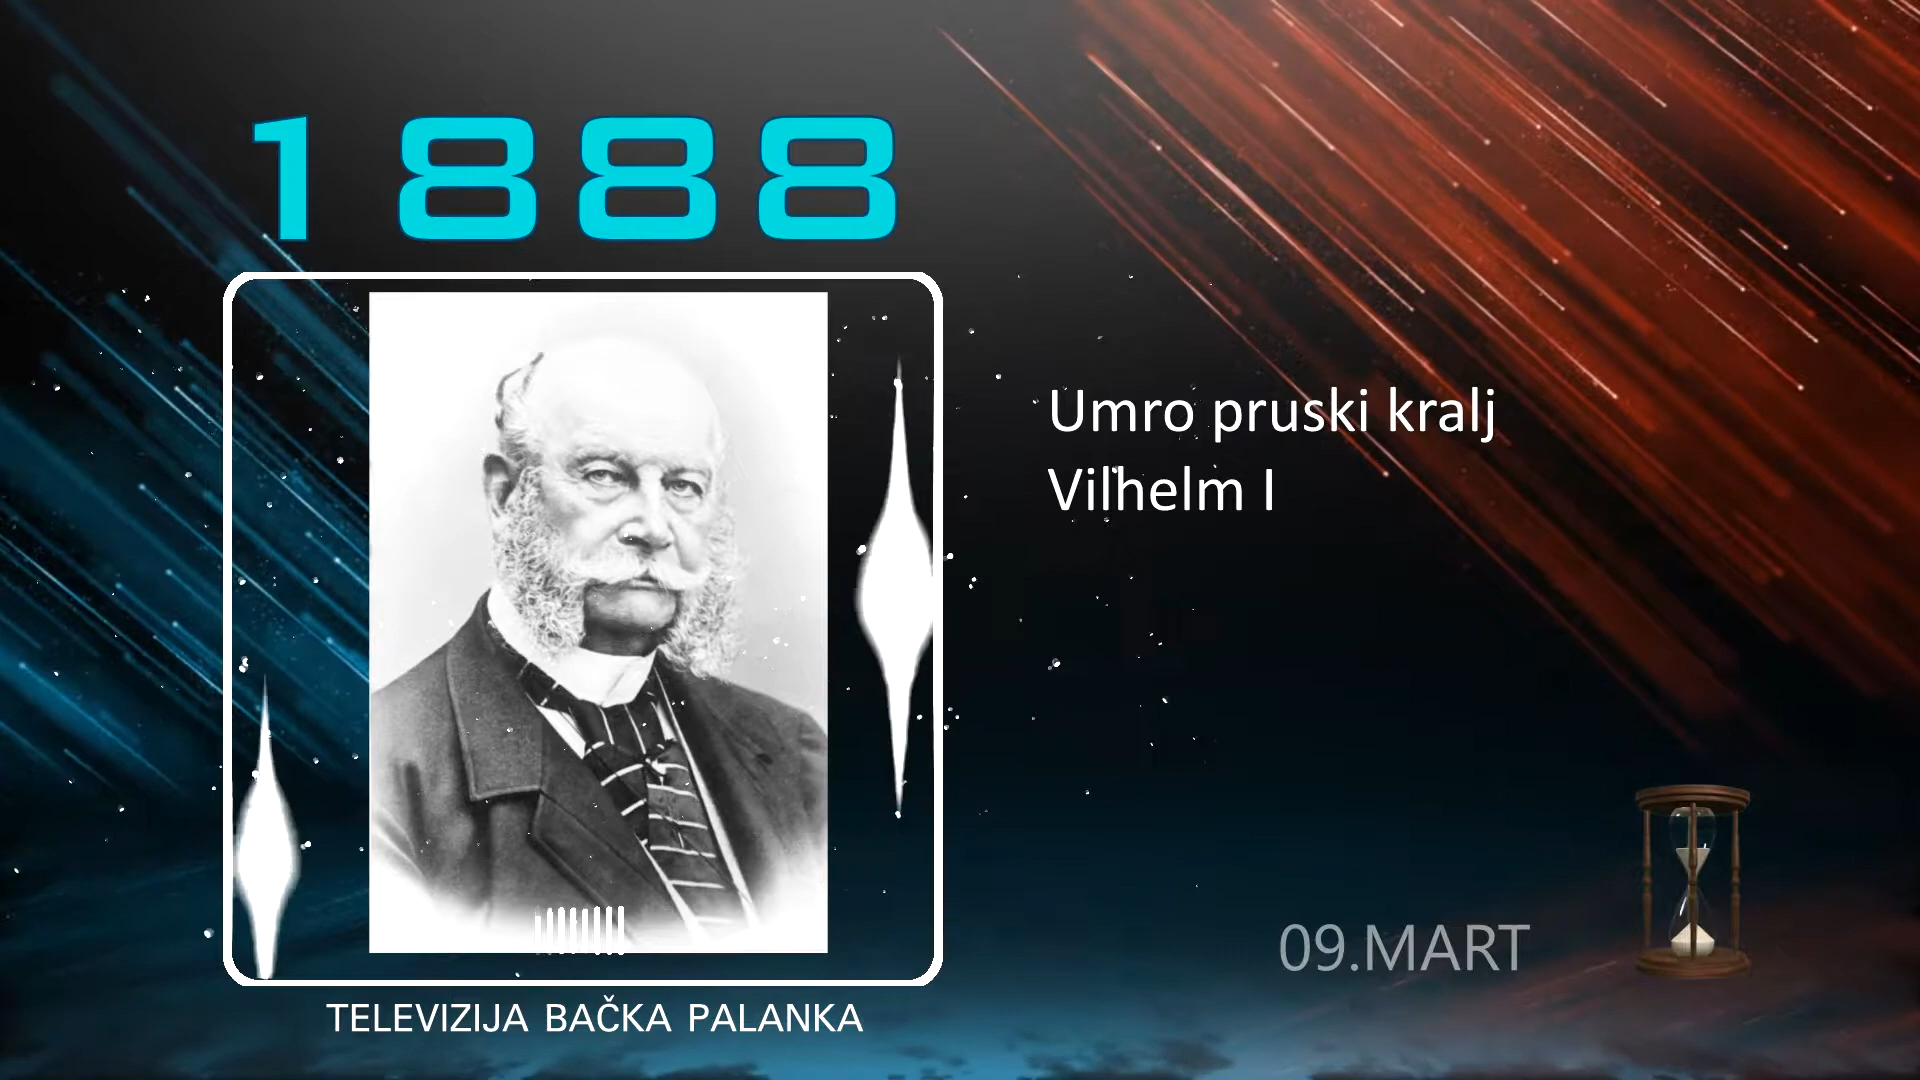 1888
Umro pruski kralj
Vilhelm I
09.MART
TELEVIZIJA BAČKA PALANKA